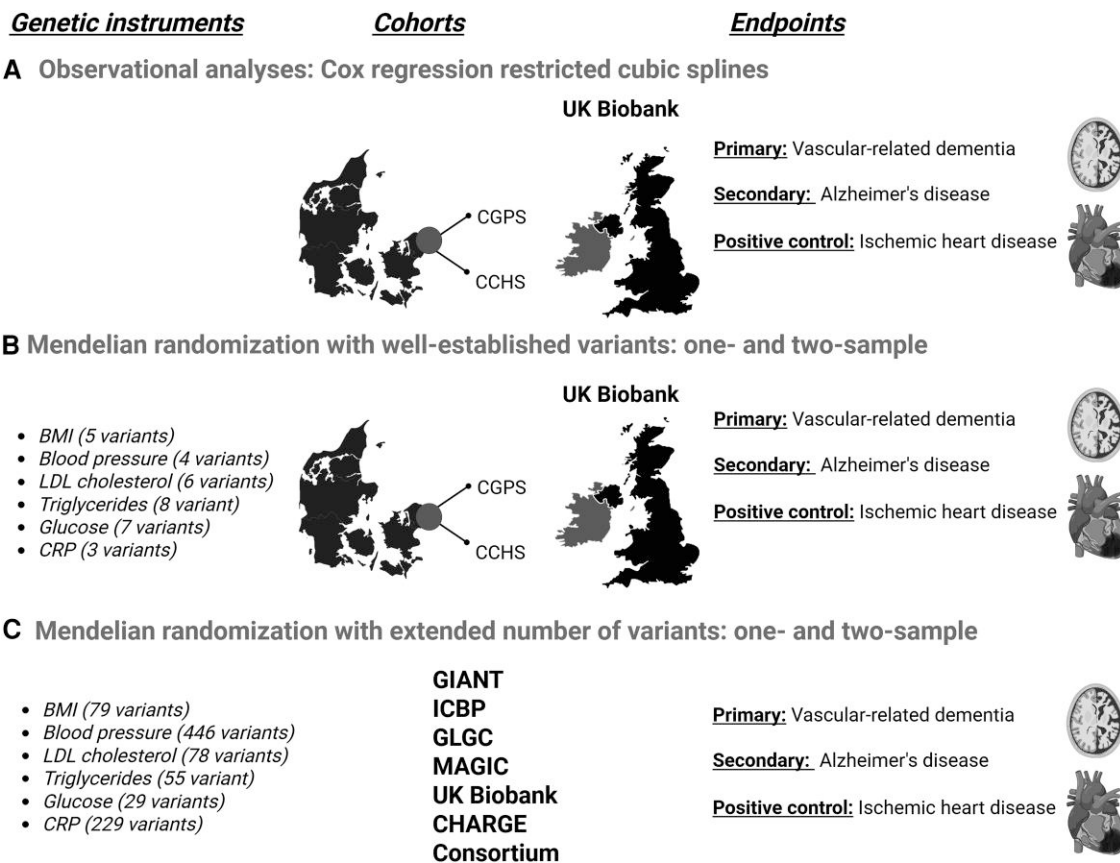 Genetic instruments
Cohorts
Endpoints
A Observational analyses: Cox regression restricted cubic splines
UK Biobank
CGPS
CCHS
Primary: Vascular-related dementia
Secondary: Alzheimer's disease
Positive control: Ischemic heart disease
B Mendelian randomization with well-established variants: one- and two-sample
• BMI (5 variants)
• Blood pressure (4 variants)
• LDL cholesterol (6 variants)
• Triglycerides (8 variant)
• Glucose (7 variants)
• CRP (3 variants)
UK Biobank
CGPS
CCHS
Primary: Vascular-related dementia
Secondary: Alzheimer's disease
Positive control: Ischemic heart disease
C Mendelian randomization with extended number of variants: one- and two-sample
• BMI (79 variants)
• Blood pressure (446 variants)
• LDL cholesterol (78 variants)
• Triglycerides (55 variant)
• Glucose (29 variants)
• CRP (229 variants)
GIANT
ICBP
GLGC
MAGIC
UK Biobank
CHARGE
Consortium
Primary: Vascular-related dementia
Secondary: Alzheimer's disease
Positive control: Ischemic heart disease